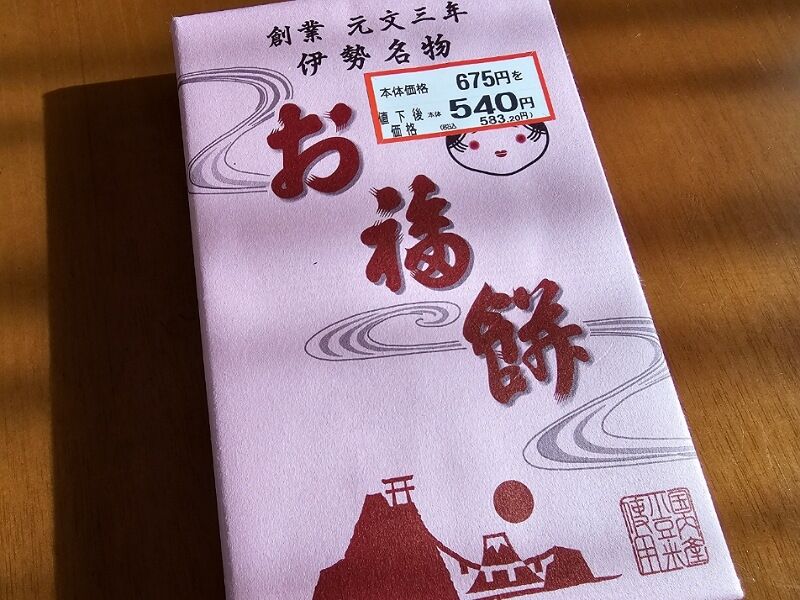 創業 元文三年
伊勢名物
本体価格 675円を
値下後 本体 540円
価格 (税込 583.20円)
お福餅
国内産
小豆米
使用